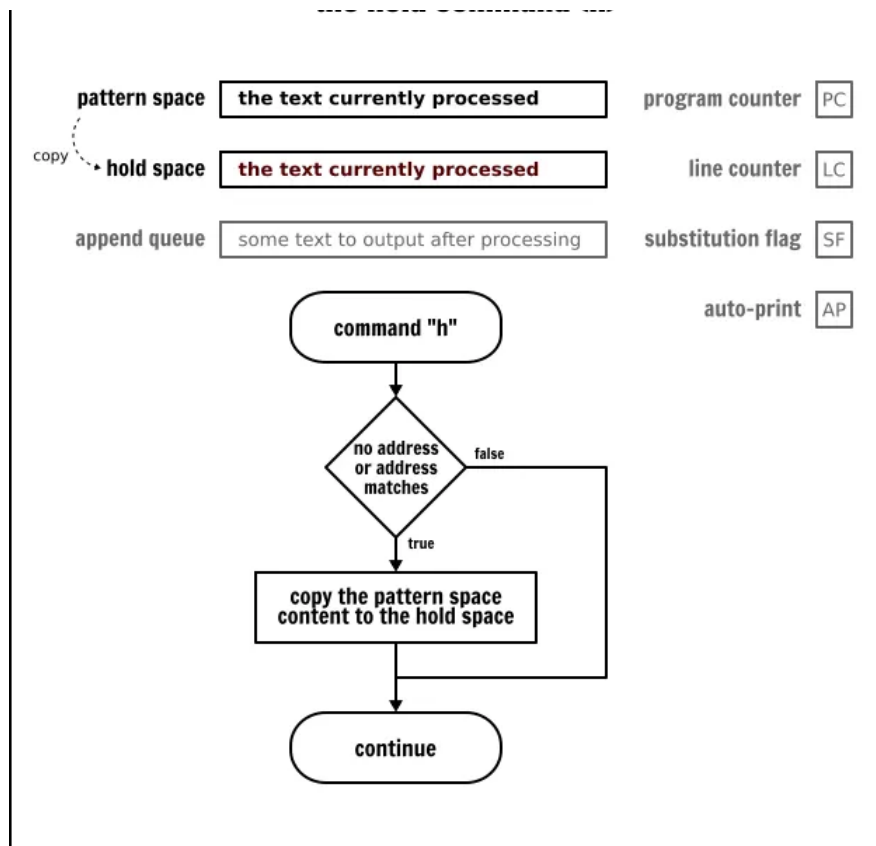 pattern space
the text currently processed
program counter
PC
copy
hold space
the text currently processed
line counter
LC
append queue
some text to output after processing
substitution flag
SF
auto-print
AP
command "h"
no address
or address
matches
false
true
copy the pattern space
content to the hold space
continue